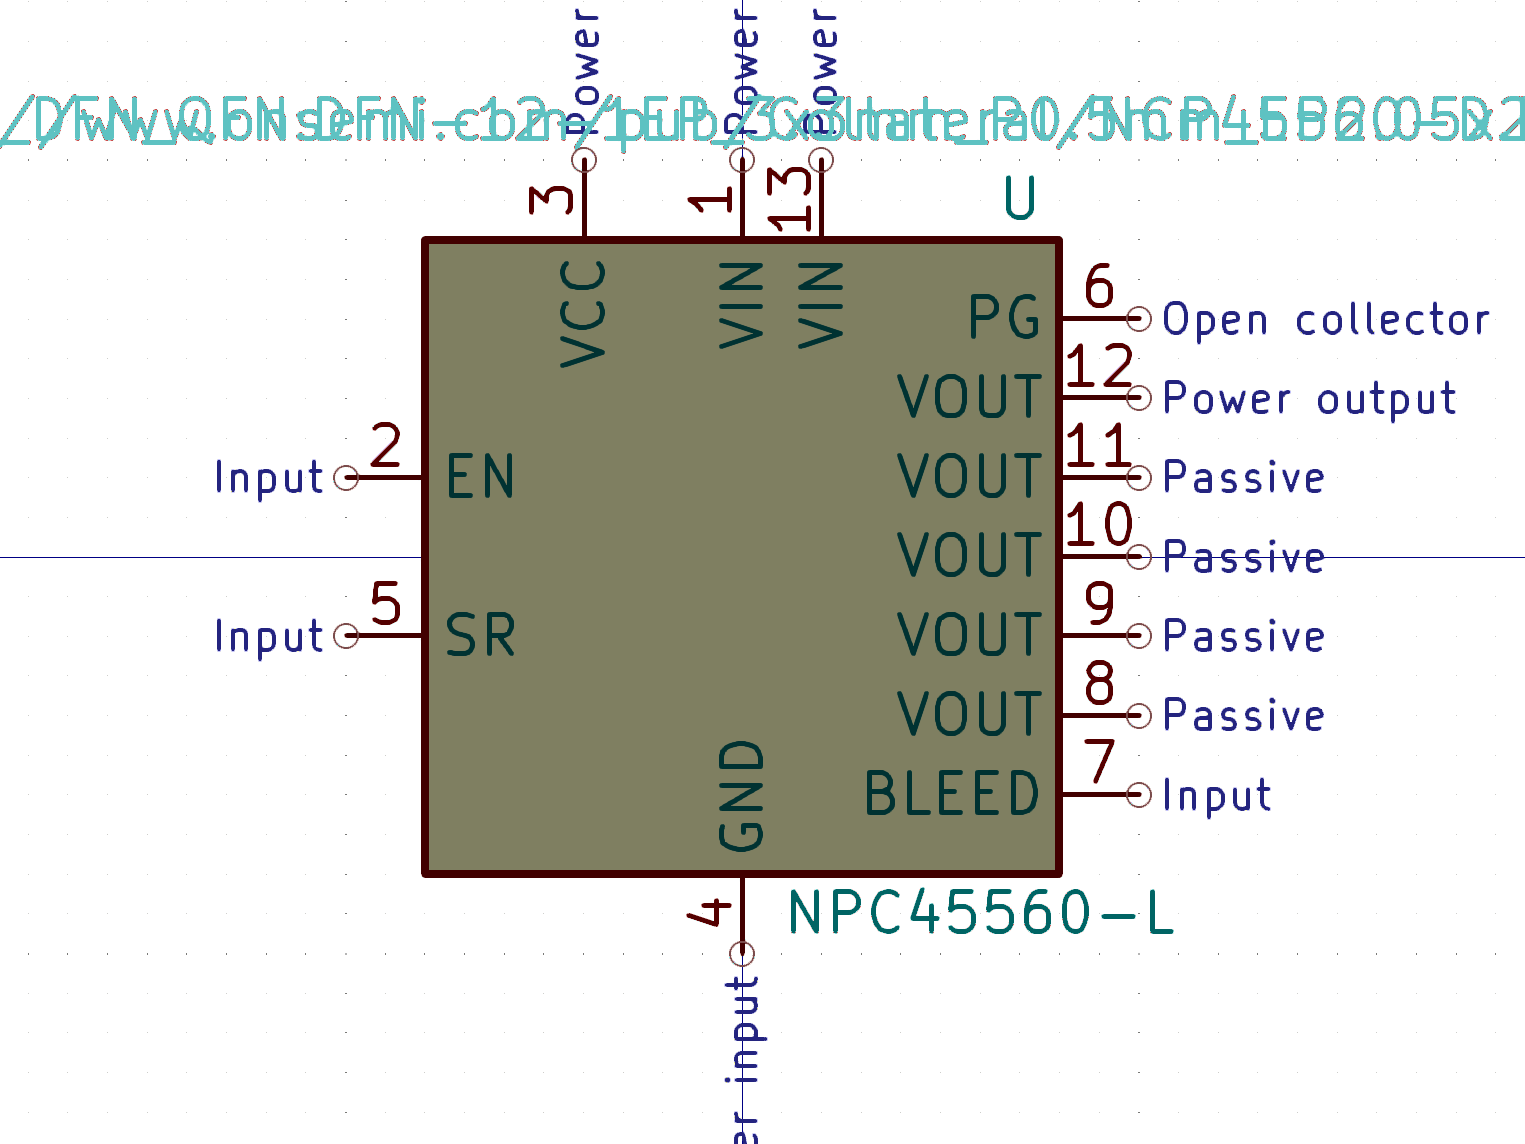 Power
Power
Power
3
1
13
U
VCC
VIN
VIN
PG
6
Open collector
VOUT
12
Power output
Input
2
EN
VOUT
11
Passive
VOUT
10
Passive
Input
5
SR
VOUT
9
Passive
VOUT
8
Passive
BLEED
7
Input
GND
4
NPC45560-L
input